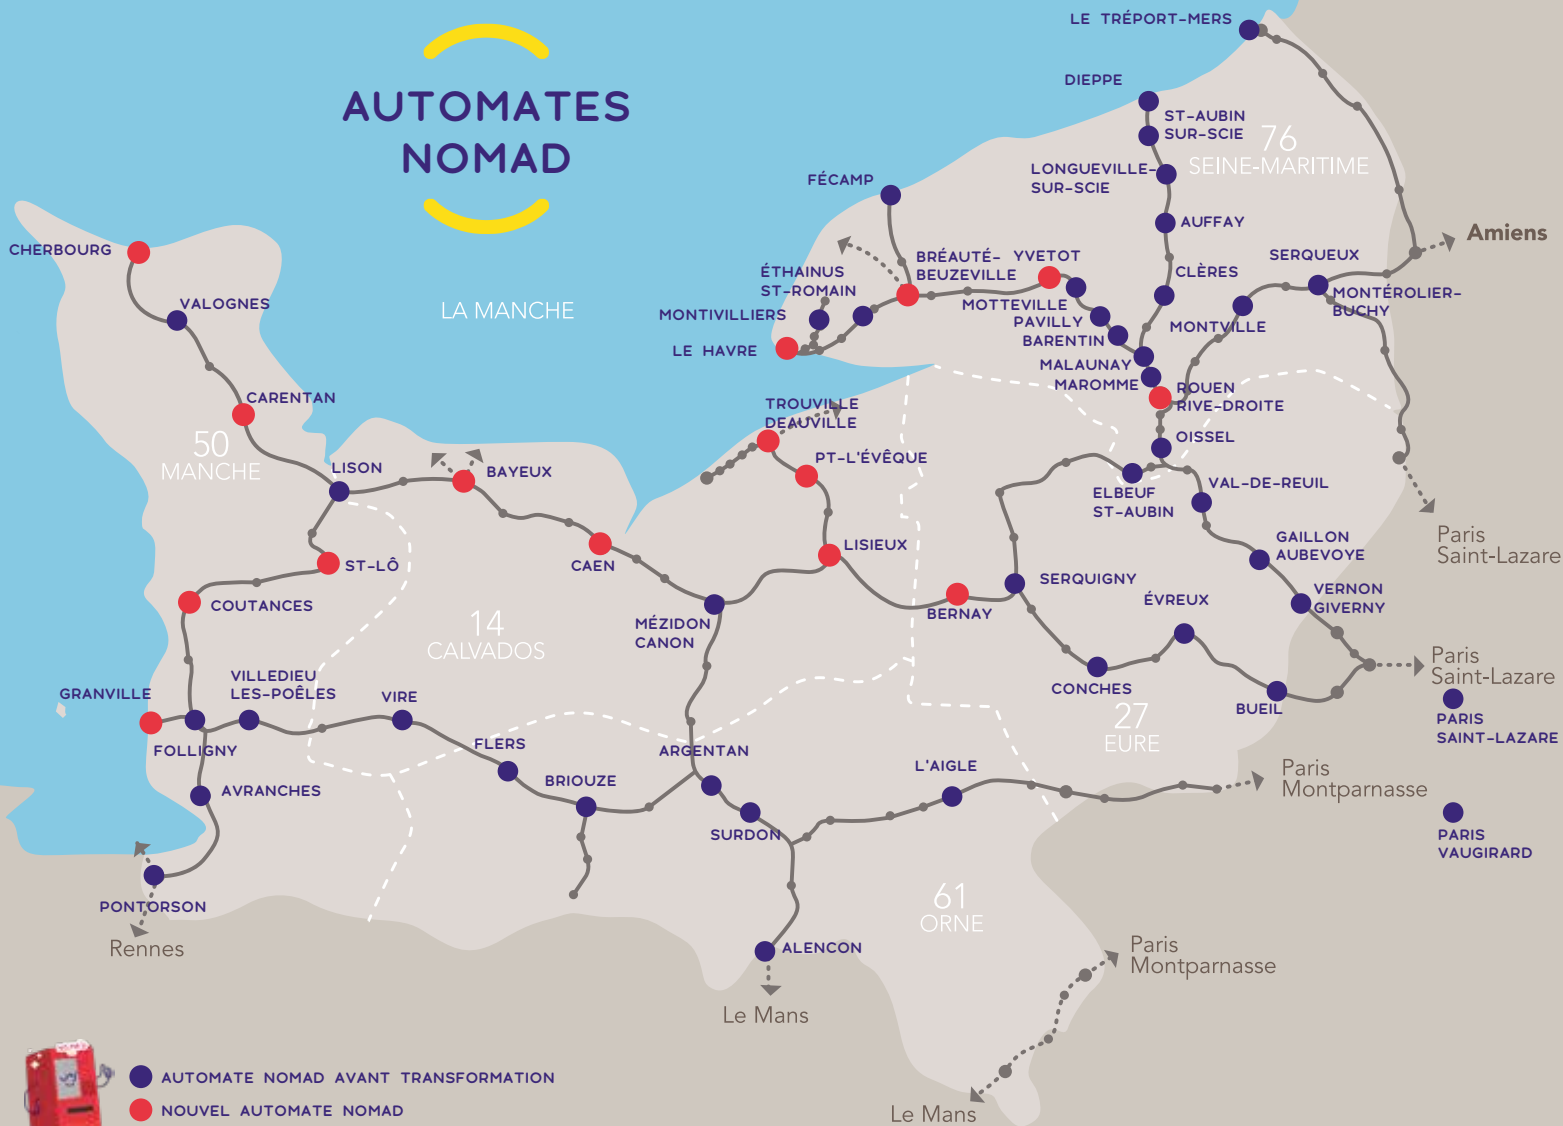 AUTOMATES
NOMAD
LE TRÉPORT-MERS
DIEPPE
ST-AUBIN
SUR-SCIE
76
SEINE-MARITIME
LONGUEVILLE-
SUR-SCIE
FÉCAMP
AUFFAY
Amiens
CHERBOURG
BRÉAUTÉ-
BEUZEVILLE
YVETOT
SERQUEUX
ÉTHAINUS
ST-ROMAIN
CLÈRES
VALOGNES
LA MANCHE
MONTIVILLIERS
MOTTEVILLE
PAVILLY
BARENTIN
MONTVILLE
MONTÉROLIER-
BUCHY
LE HAVRE
MALAUNAY
MAROMME
ROUEN
RIVE-DROITE
CARENTAN
TROUVILLE
DEAUVILLE
OISSEL
50
MANCHE
LISON
BAYEUX
PT-L'ÉVÊQUE
ELBEUF
ST-AUBIN
VAL-DE-REUIL
Paris
Saint-Lazare
GAILLON
AUBEVOYE
ST-LÔ
CAEN
LISIEUX
SERQUIGNY
COUTANCES
ÉVREUX
VERNON
GIVERNY
BERNAY
MÉZIDON
CANON
14
CALVADOS
Paris
Saint-Lazare
GRANVILLE
VILLEDIEU
LES-POÊLES
VIRE
CONCHES
BUEIL
PARIS
SAINT-LAZARE
27
EURE
FOLLIGNY
FLERS
ARGENTAN
BRIOUZE
L'AIGLE
Paris
Montparnasse
AVRANCHES
SURDON
PARIS
VAUGIRARD
PONTORSON
61
ORNE
Rennes
ALENCON
Paris
Montparnasse
Le Mans
AUTOMATE NOMAD AVANT TRANSFORMATION
NOUVEL AUTOMATE NOMAD
Le Mans